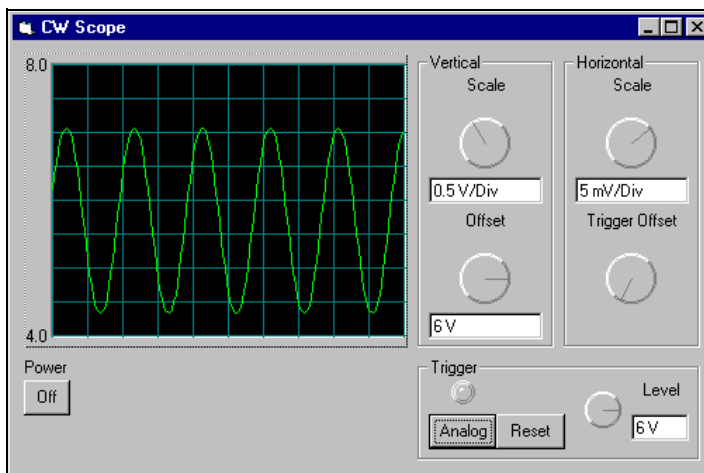 CW Scope
8.0
4.0
Vertical
Scale
0.5 V/Div
Offset
6 V
Horizontal
Scale
5 mV/Div
Trigger Offset
Power
Off
Trigger
Analog
Reset
Level
6 V